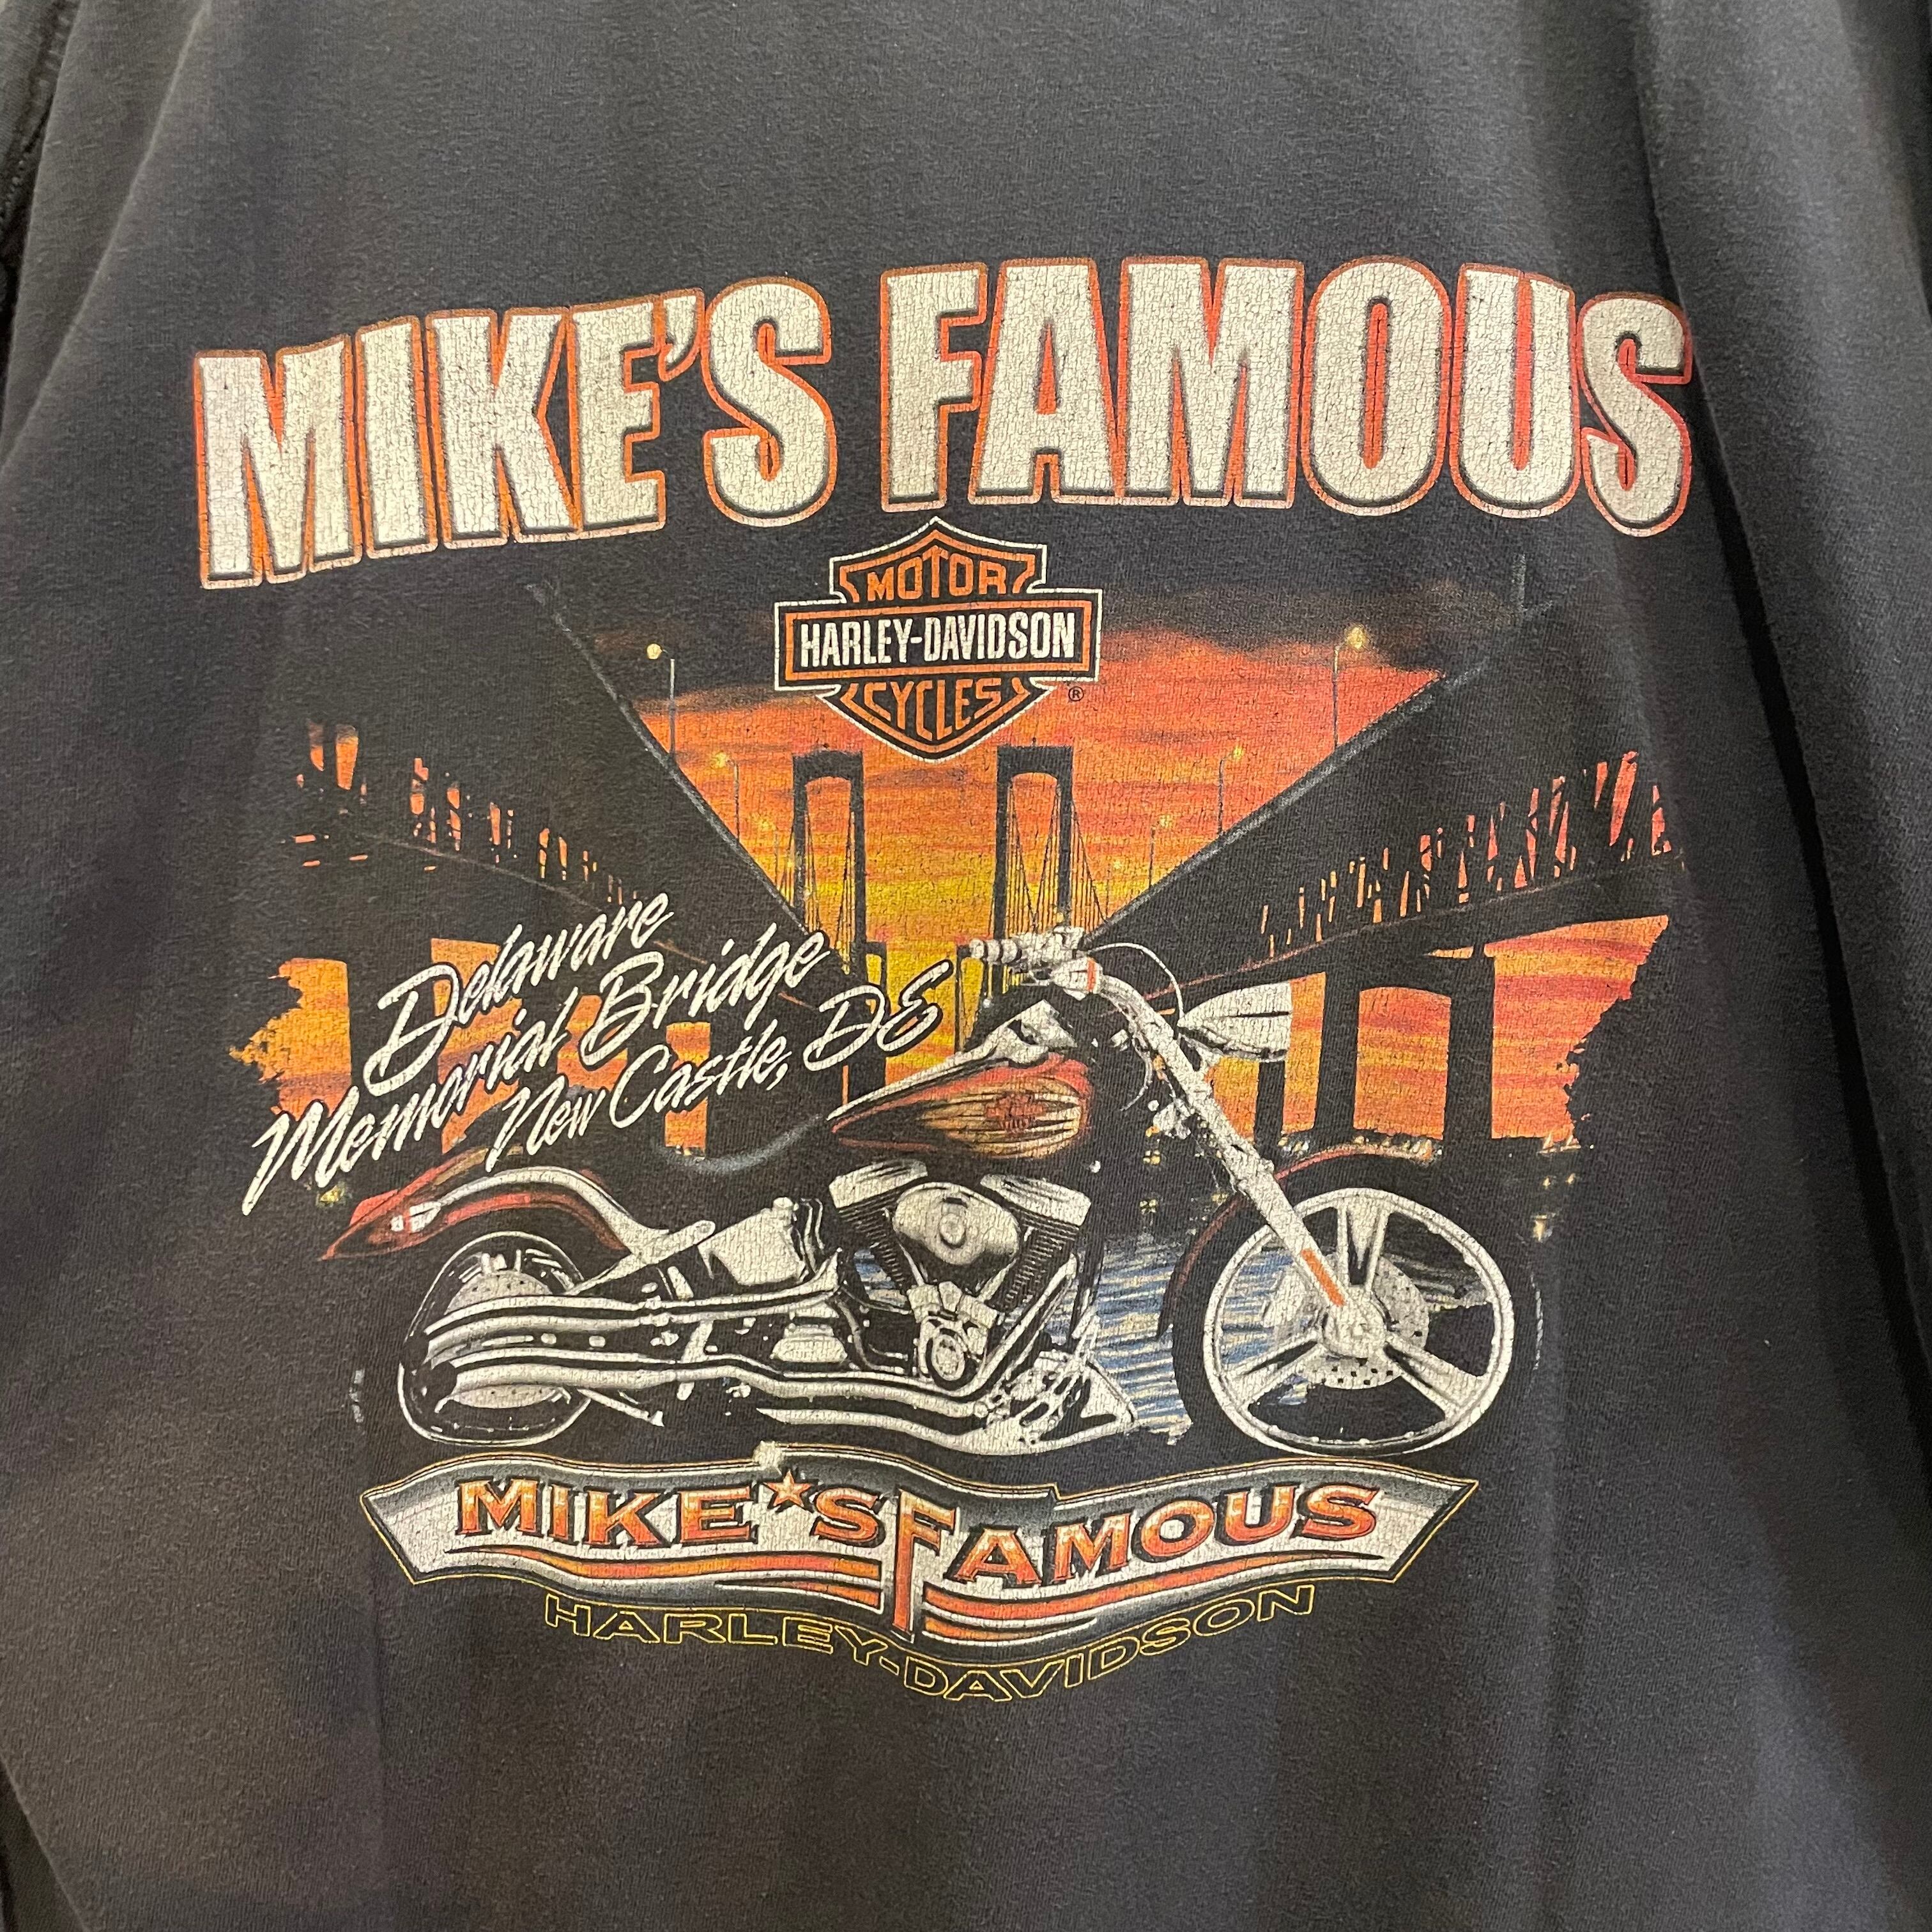 MIKE'S FAMOUS
MOTOR
HARLEY-DAVIDSON
CYCLES
®
Delaware
Memorial Bridge
New Castle, DE
MIKE'S FAMOUS
HARLEY-DAVIDSON